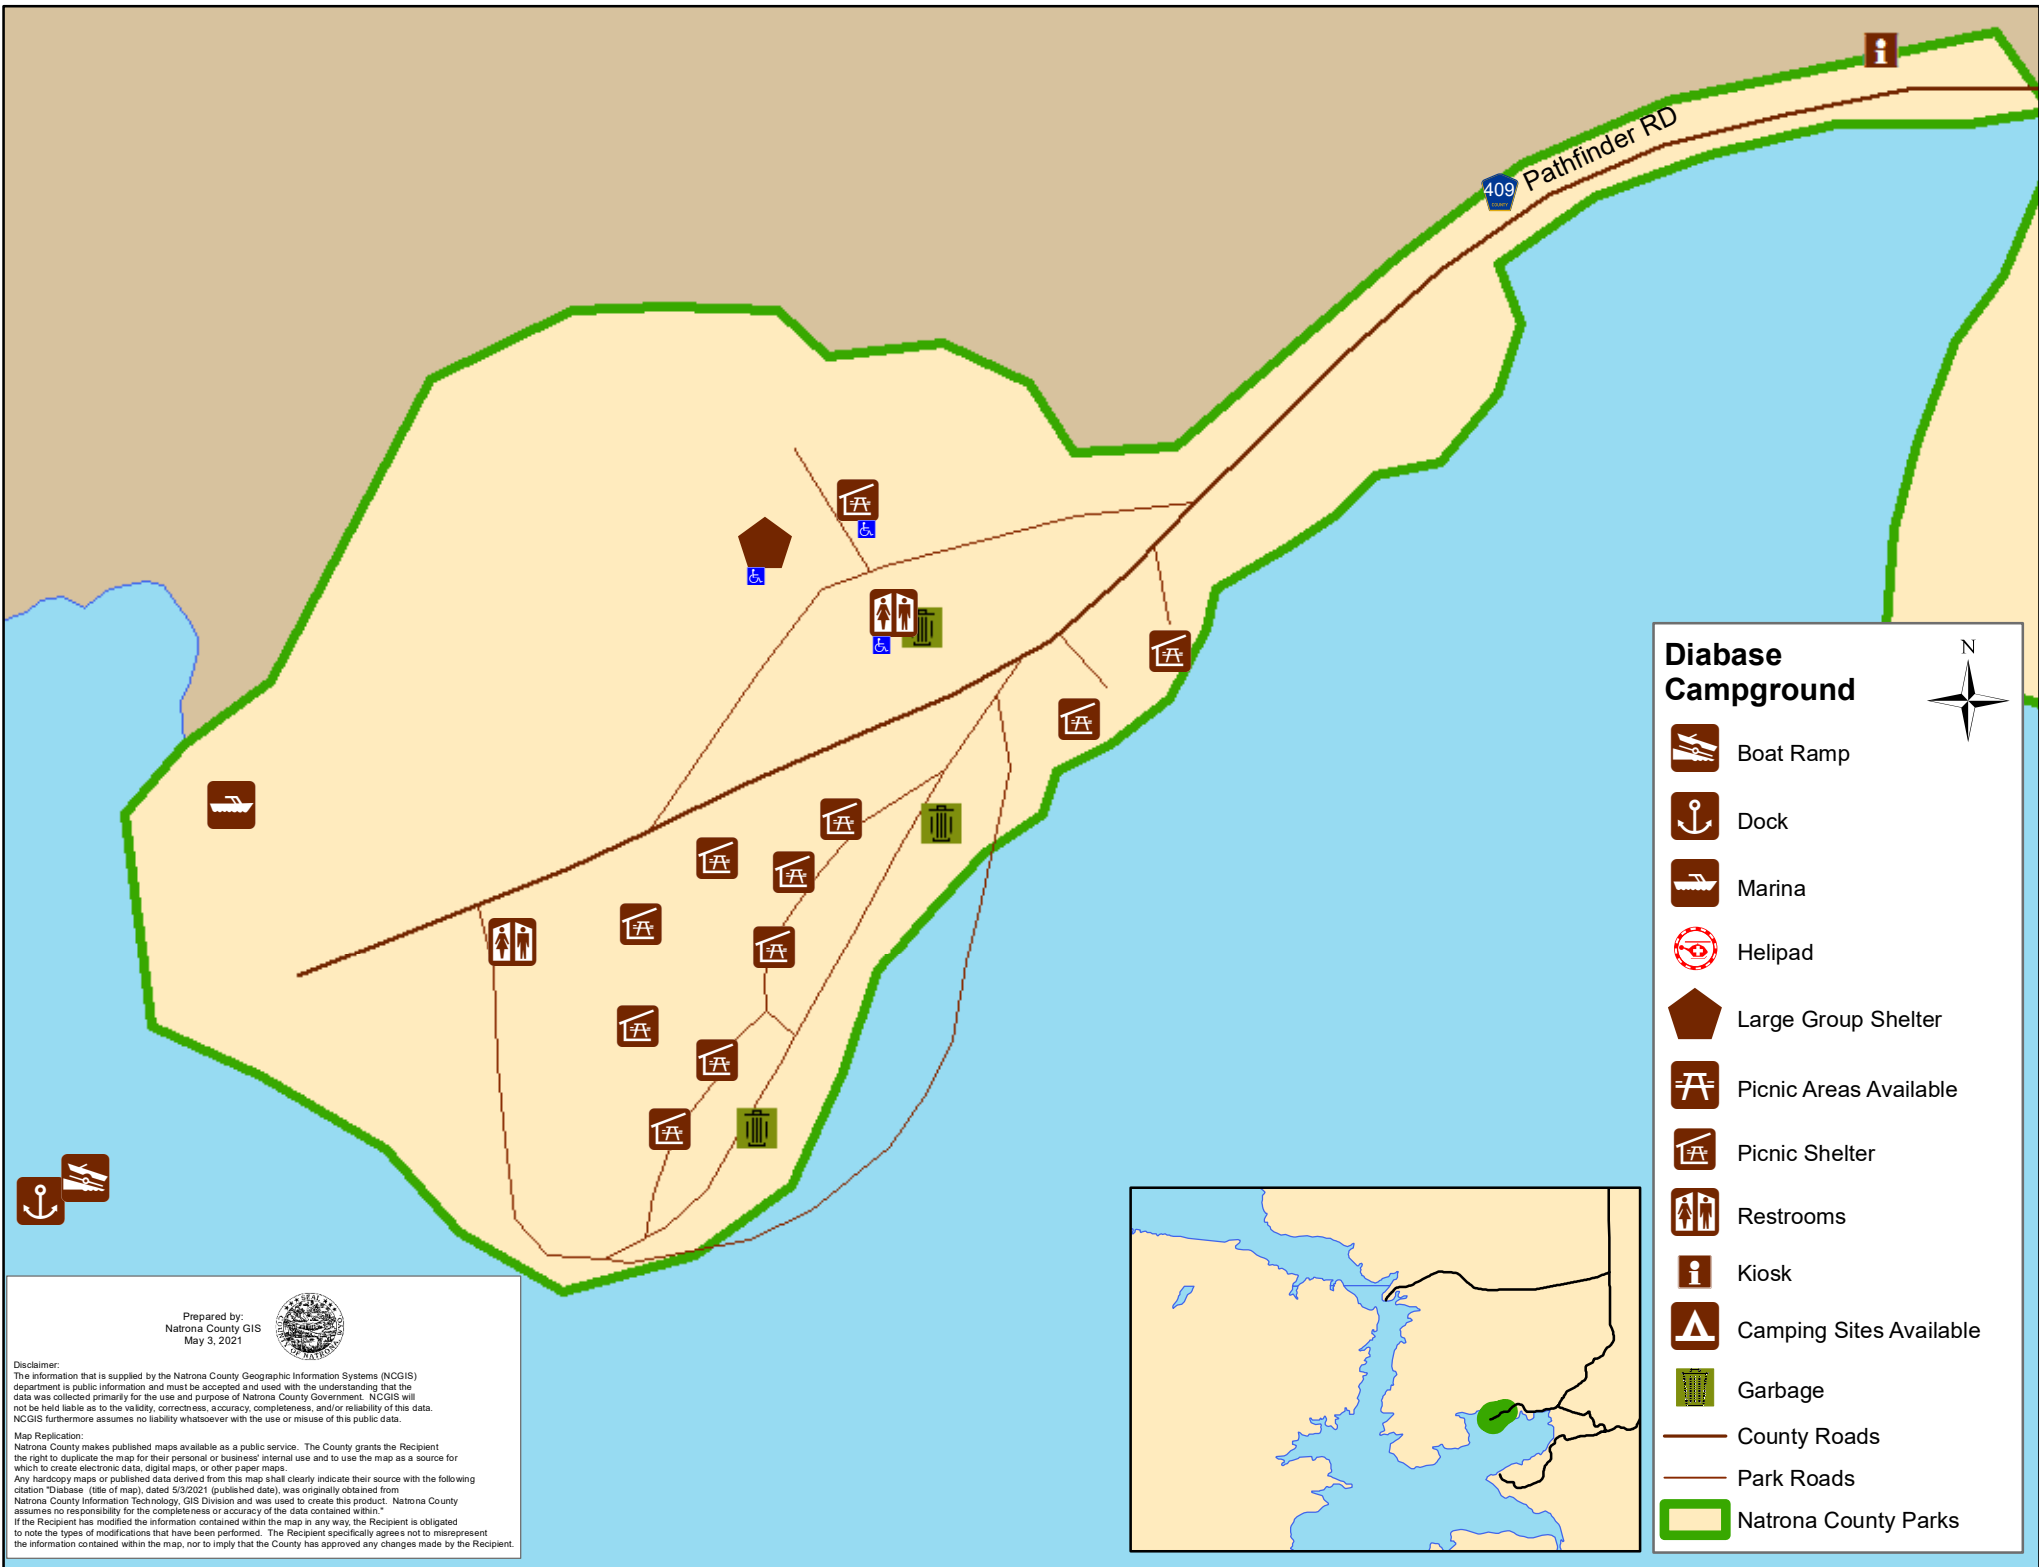 Pathfinder RD
409
COUNTY
Diabase
Campground
N
Boat Ramp
Dock
Marina
Helipad
Large Group Shelter
Picnic Areas Available
Picnic Shelter
Restrooms
Kiosk
Camping Sites Available
Garbage
County Roads
Park Roads
Natrona County Parks
Prepared by:
Natrona County GIS
May 3, 2021
Disclaimer:
The information that is supplied by the Natrona County Geographic Information Systems (NCGIS)
department is public information and must be accepted and used with the understanding that the
data was collected primarily for the use and purpose of Natrona County Government.  NCGIS will
not be held liable as to the validity, correctness, accuracy, completeness, and/or reliability of this data.
NCGIS furthermore assumes no liability whatsoever with the use or misuse of this public data.
Map Replication:
Natrona County makes published maps available as a public service.  The County grants the Recipient
the right to duplicate the map for their personal or business' internal use and to use the map as a source for
which to create electronic data, digital maps, or other paper maps.
Any hardcopy maps or published data derived from this map shall clearly indicate their source with the following
citation "Diabase  (title of map), dated 5/3/2021 (published date), was originally obtained from
Natrona County Information Technology, GIS Division and was used to create this product.  Natrona County
assumes no responsibility for the completeness or accuracy of the data contained within."
If the Recipient has modified the information contained within the map in any way, the Recipient is obligated
to note the types of modifications that have been performed.  The Recipient specifically agrees not to misrepresent
the information contained within the map, nor to imply that the County has approved any changes made by the Recipient.